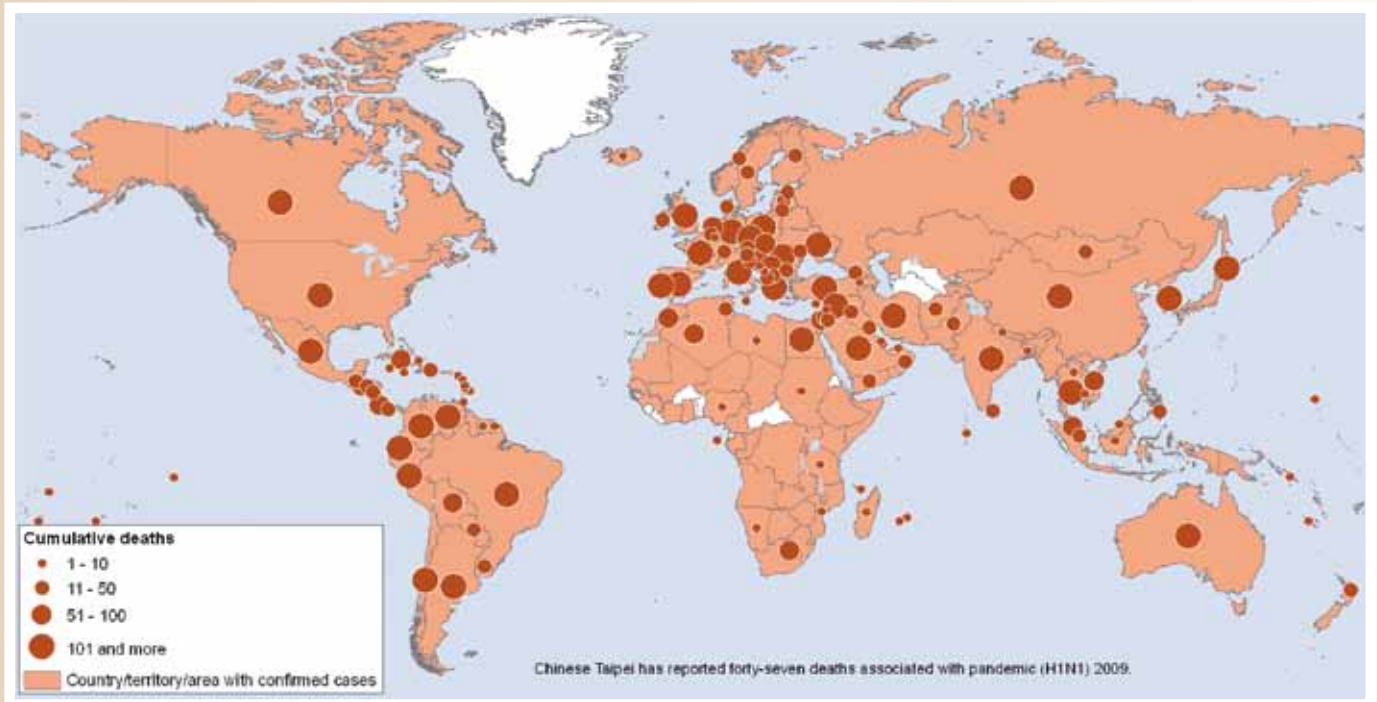 Cumulative deaths
1 - 10
11 - 50
51 - 100
101 and more
Country/territory/area with confirmed cases
Chinese Taipei has reported forty-seven deaths associated with pandemic (H1N1) 2009.